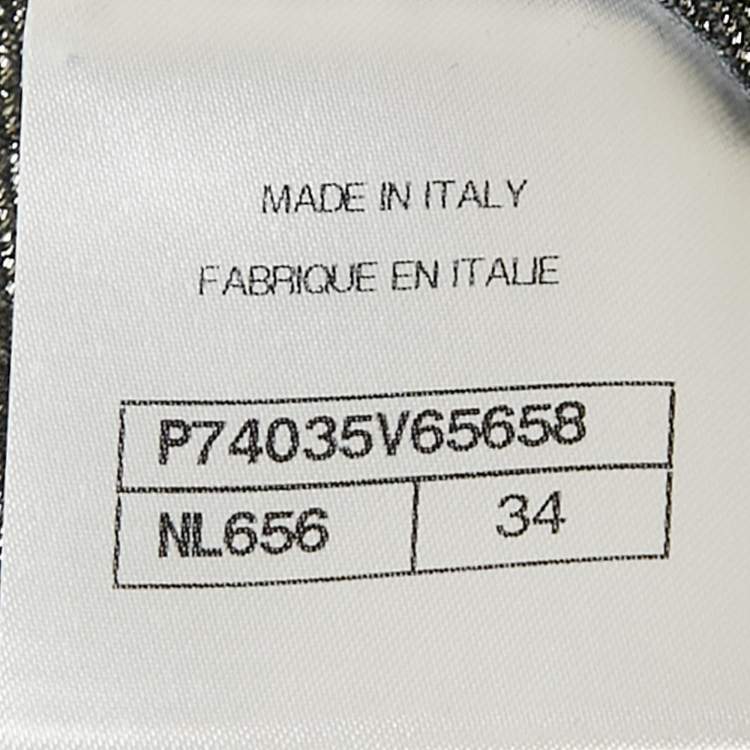 MADE IN ITALY
FABRIQUE EN ITALIE
P74035V65658
NL656 34